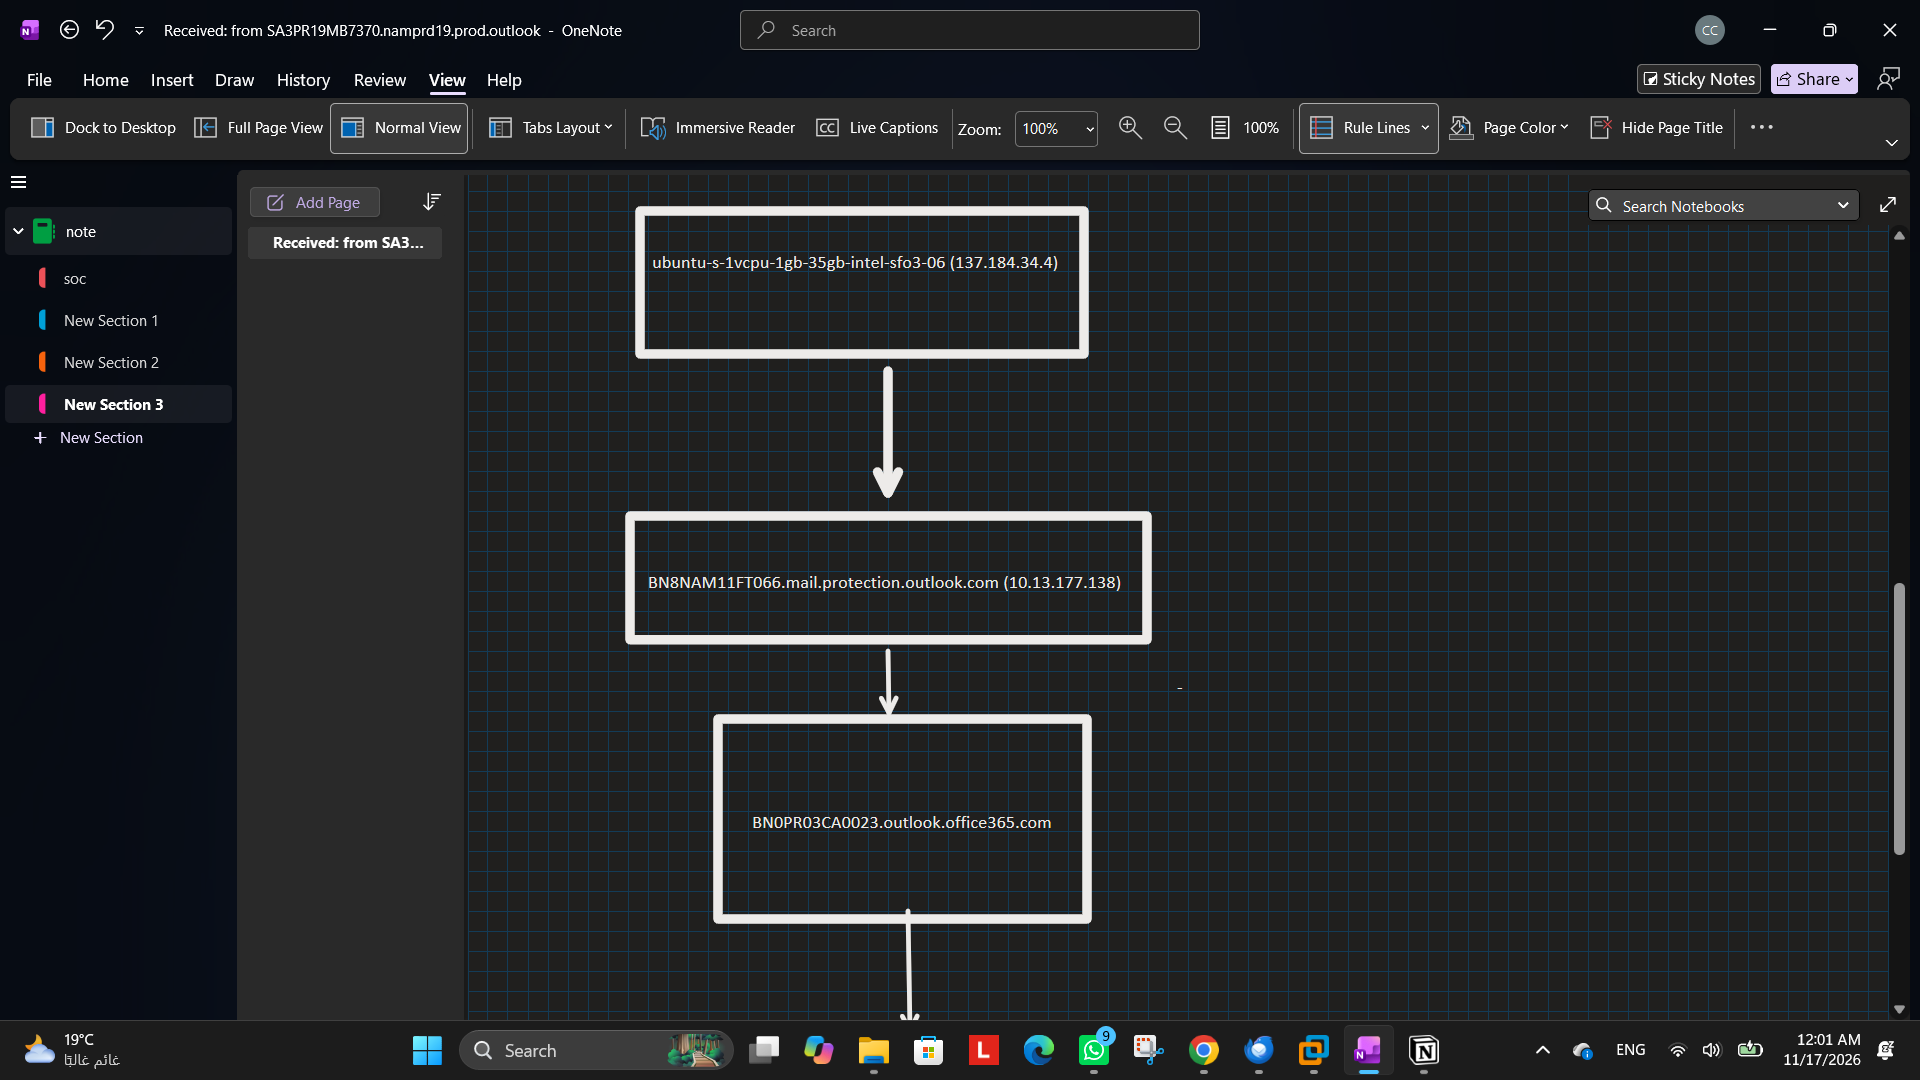 Received: from SA3PR19MB7370.namprd19.prod.outlook - OneNote
Search
CC
File Home Insert Draw History Review View Help
Sticky Notes
Share
Dock to Desktop Full Page View Normal View Tabs Layout Immersive Reader CC Live Captions Zoom: 100% 100% Rule Lines Page Color Hide Page Title
Add Page
Search Notebooks
note
Received: from SA3...
soc
New Section 1
New Section 2
New Section 3
New Section
ubuntu-s-1vcpu-1gb-35gb-intel-sfo3-06 (137.184.34.4)
BN8NAM11FT066.mail.protection.outlook.com (10.13.177.138)
-
BN0PR03CA0023.outlook.office365.com
19°C
غائم غالبًا
Search
9
ENG
12:01 AM
11/17/2026